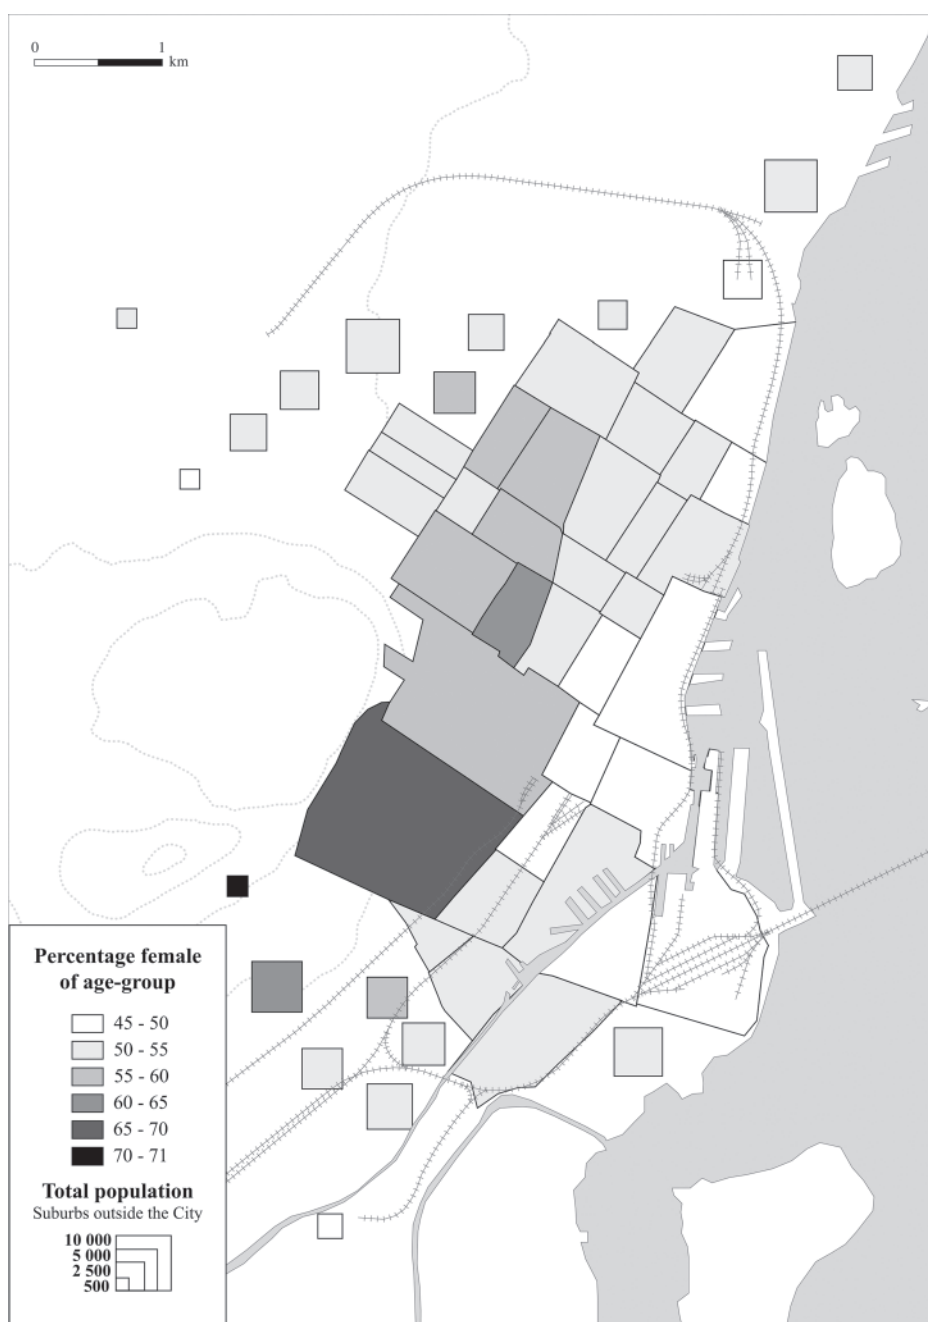 0 1
km
Percentage female
of age-group
45 - 50
50 - 55
55 - 60
60 - 65
65 - 70
70 - 71
Total population
Suburbs outside the City
10 000
5 000
2 500
500